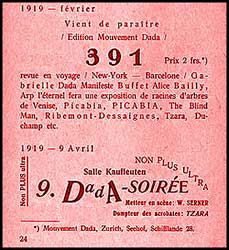 1919 — février
Vient de paraître
/ Edition Mouvement Dada /
391 Prix 2 frs.*)
revue en voyage / New-York — Barcelone / Ga-
brielle Dada Manifeste Buffet Alice Bailly,
Arp l'éternel fera une exposition de racines d'arbres
de Venise, Picabia, PICABIA, The Blind
Man, Ribemont-Dessaignes, Tzara, Du-
champ etc.
1919 — 9 Avril
NON PLUS ULTRA
Salle Kaufleuten
Non PLUS ultra
9. DadA-SOIRÉE
Metteur en scène: W. SERNER
Dompteur des acrobates: TZARA
*) Mouvement Dada, Zurich, Seehof, Schifflände 28.
24